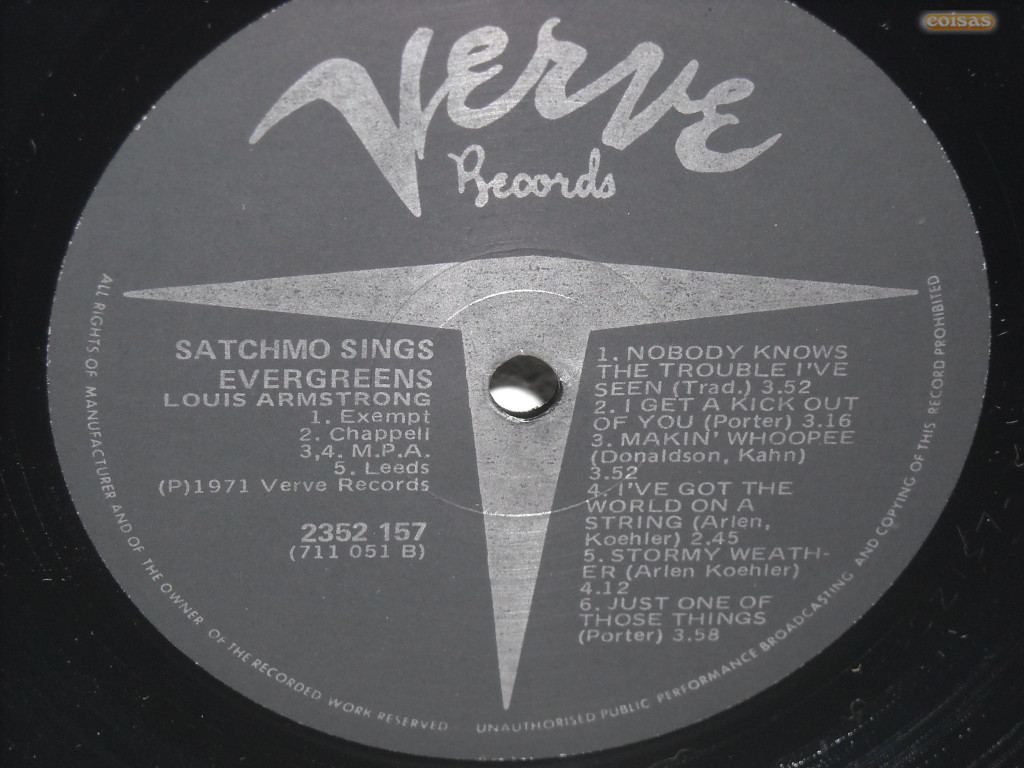 coisas
Verve
Records
SATCHMO SINGS
EVERGREENS
LOUIS ARMSTRONG
1. Exempt
2. Chappell
3,4. M.P.A.
5. Leeds
(P)1971 Verve Records
2352 157
(711 051 B)
1. NOBODY KNOWS
THE TROUBLE I'VE
SEEN (Trad.) 3.52
2. I GET A KICK OUT
OF YOU (Porter) 3.16
3. MAKIN' WHOOPEE
(Donaldson, Kahn)
3.52
4. I'VE GOT THE
WORLD ON A
STRING (Arlen,
Koehler) 2.45
5. STORMY WEATH-
ER (Arlen Koehler)
4.12
6. JUST ONE OF
THOSE THINGS
(Porter) 3.58
ALL RIGHTS OF MANUFACTURER AND OF THE OWNER OF THE RECORDED WORK RESERVED UNAUTHORISED PUBLIC PERFORMANCE BROADCASTING AND COPYING OF THIS RECORD PROHIBITED